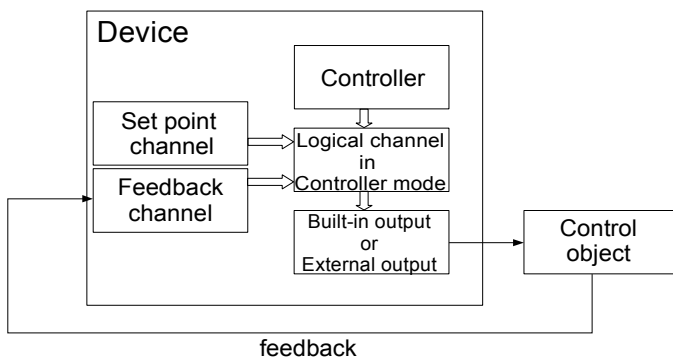 Device
Controller
Set point
channel
Logical channel
in
Controller mode
Feedback
channel
Built-in output
or
External output
Control
object
feedback